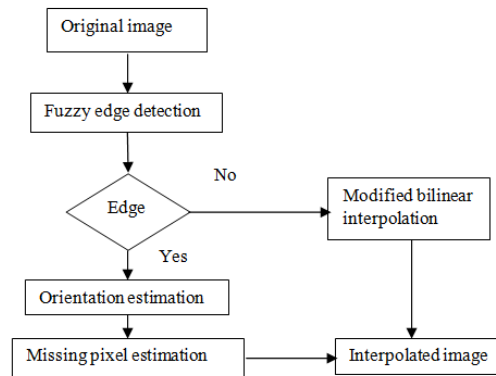 Original image
Fuzzy edge detection
No
Edge
Modified bilinear
interpolation
Yes
Orientation estimation
Missing pixel estimation
Interpolated image